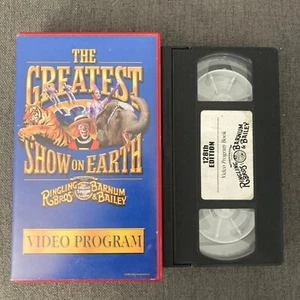 THE
GREATEST
SHOW ON EARTH
RINGLING BROS AND BARNUM & BAILEY
VIDEO PROGRAM
128th
EDITION
RINGLING BROS AND BARNUM & BAILEY
Video Program Book